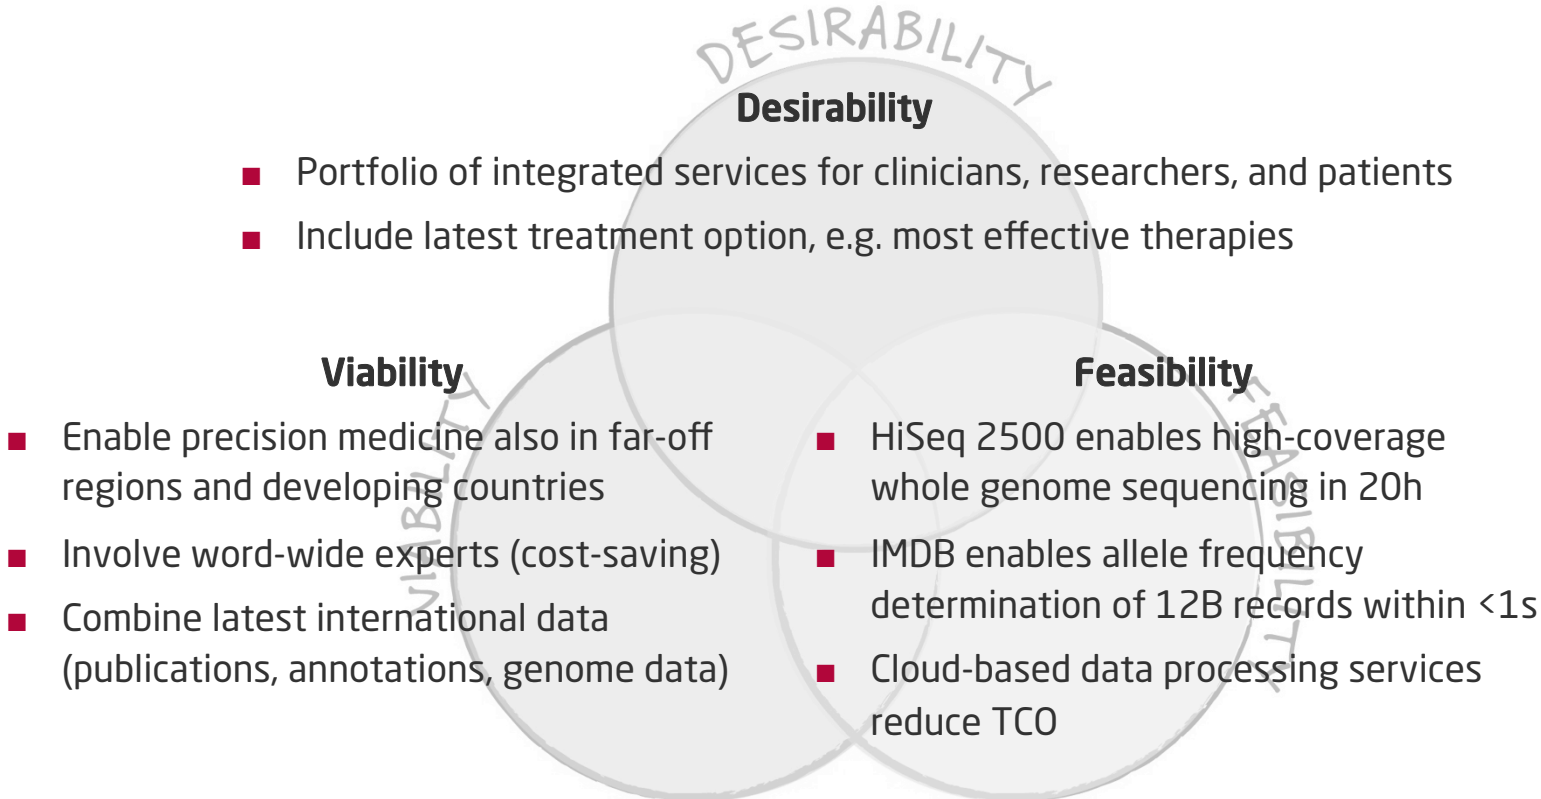 DESIRABILITY
Desirability
■ Portfolio of integrated services for clinicians, researchers, and patients
■ Include latest treatment option, e.g. most effective therapies
Viability
VIABILITY
■ Enable precision medicine also in far-off
regions and developing countries
■ Involve word-wide experts (cost-saving)
■ Combine latest international data
(publications, annotations, genome data)
Feasibility
FEASIBILITY
■ HiSeq 2500 enables high-coverage
whole genome sequencing in 20h
■ IMDB enables allele frequency
determination of 12B records within <1s
■ Cloud-based data processing services
reduce TCO